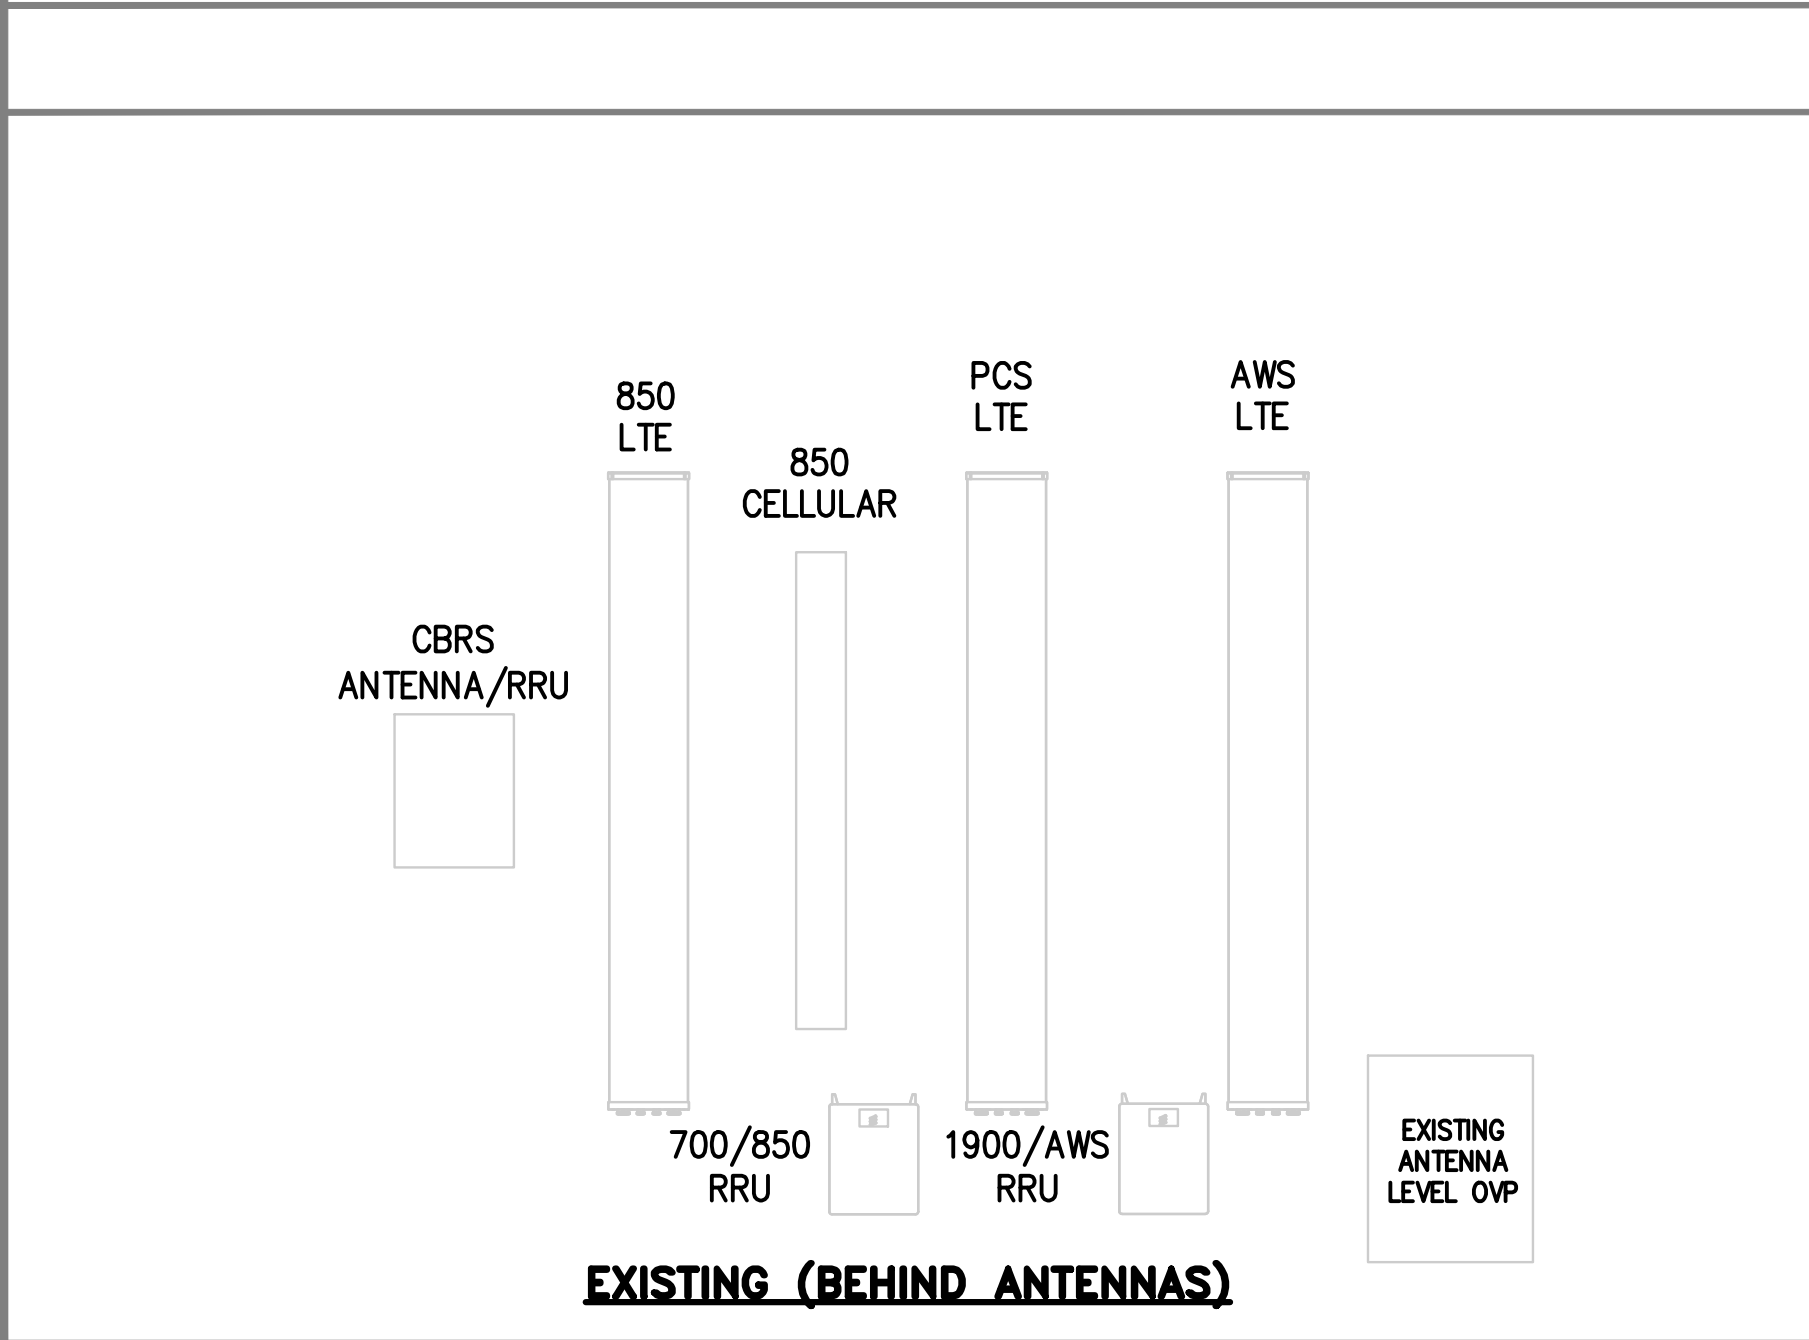 850
LTE
850
CELLULAR
PCS
LTE
AWS
LTE
CBRS
ANTENNA/RRU
700/850
RRU
1900/AWS
RRU
EXISTING
ANTENNA
LEVEL OVP
EXISTING (BEHIND ANTENNAS)